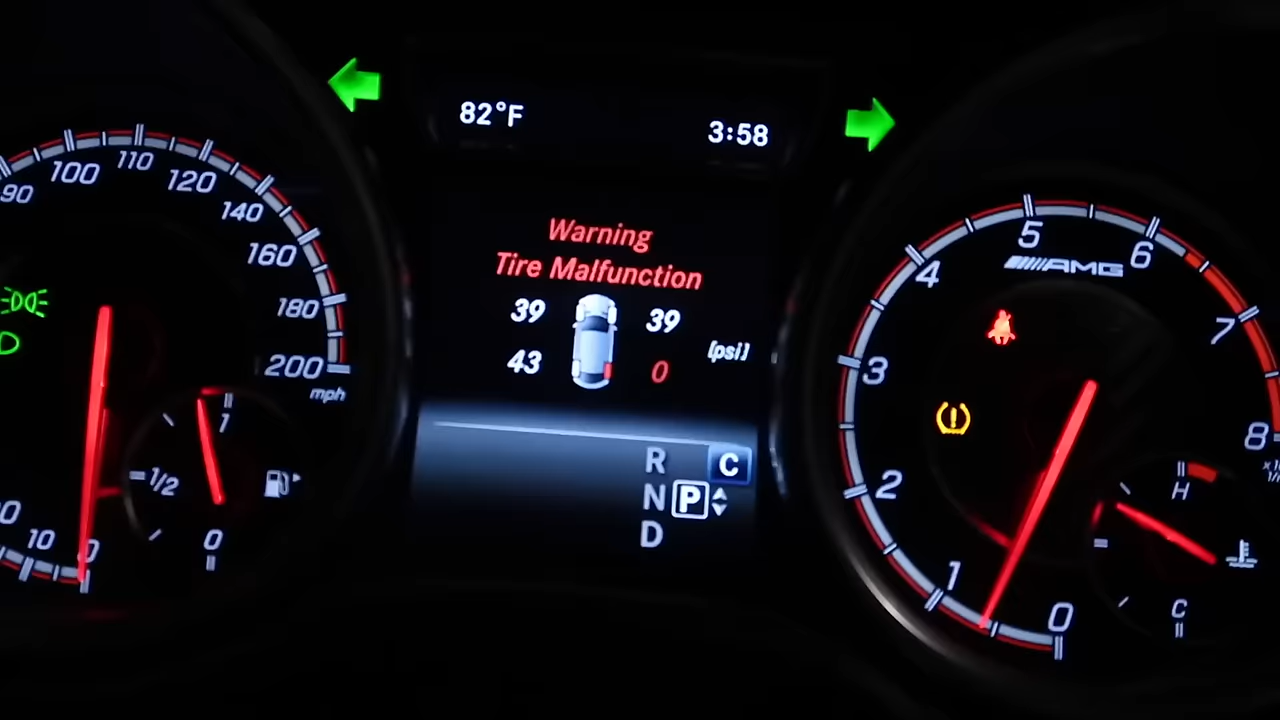 82°F
3:58
Warning
Tire Malfunction
39 39
43 0
[psi]
R C
N P
D
90
100
110
120
140
160
180
200
mph
1
1/2
0
10
0
0
1
2
3
4
5
6
7
8
AMG
H
C